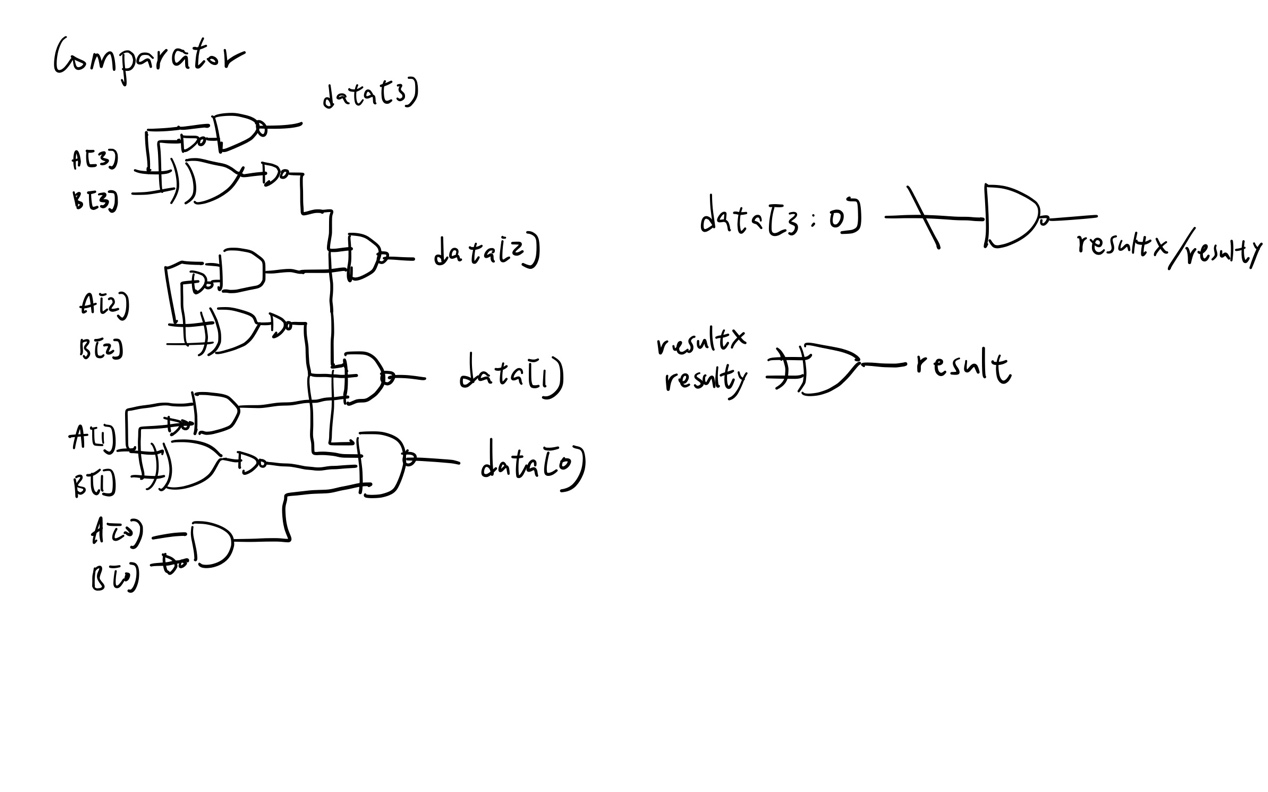 Comparator
data[3]
A[3]
B[3]
data[2]
A[2]
B[2]
data[1]
A[1]
B[1]
data[0]
A[0]
B[0]
data[3:0]
resultx/resulty
resultx
resulty
result